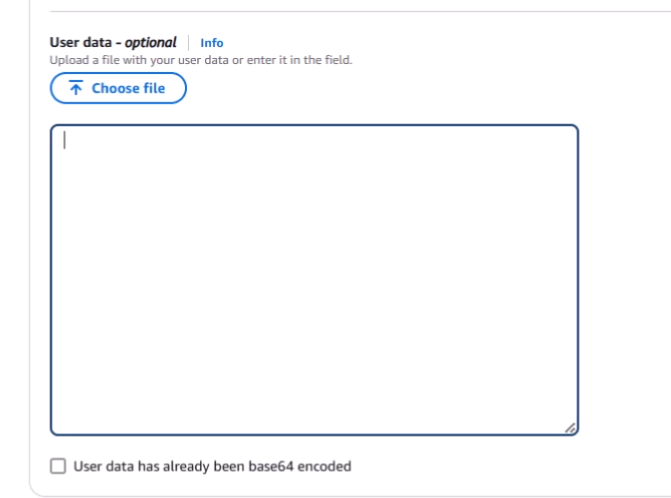 User data - optional Info
Upload a file with your user data or enter it in the field.
Choose file
User data has already been base64 encoded